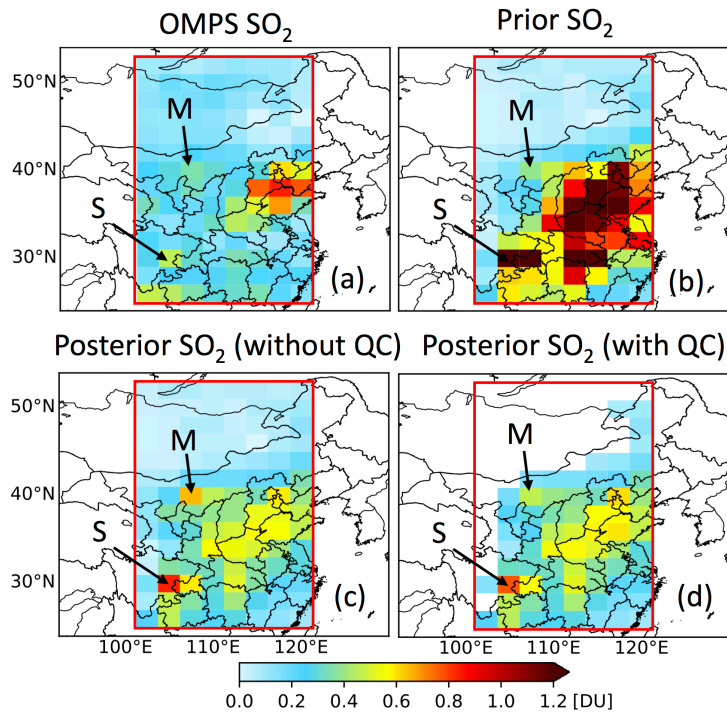 OMPS SO₂
Prior SO₂
50°N
40°N
30°N
M
S
(a)
M
S
(b)
Posterior SO₂ (without QC)
Posterior SO₂ (with QC)
50°N
40°N
30°N
M
S
(c)
M
S
(d)
100°E 110°E 120°E
100°E 110°E 120°E
0.0 0.2 0.4 0.6 0.8 1.0 1.2 [DU]